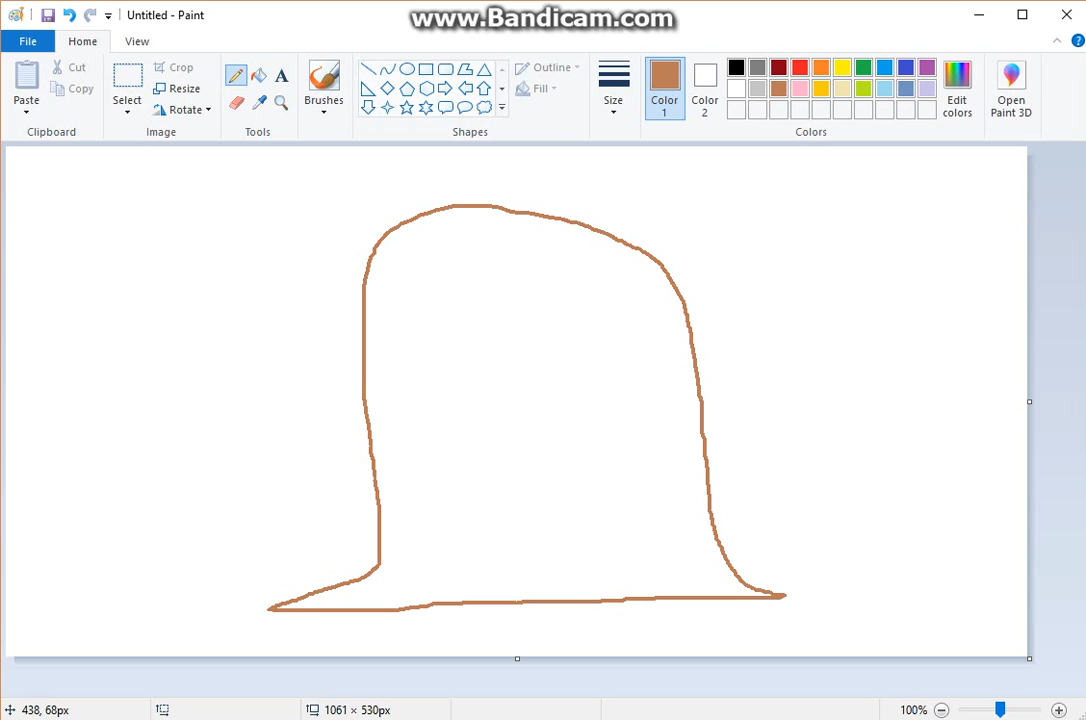 www.Bandicam.com
Untitled - Paint
File
Home
View
Paste
Cut
Copy
Clipboard
Select
Crop
Resize
Rotate
Image
A
Tools
Brushes
Outline
Fill
Shapes
Size
Color
1
Color
2
Edit
colors
Colors
Open
Paint 3D
438, 68px
1061 × 530px
100%